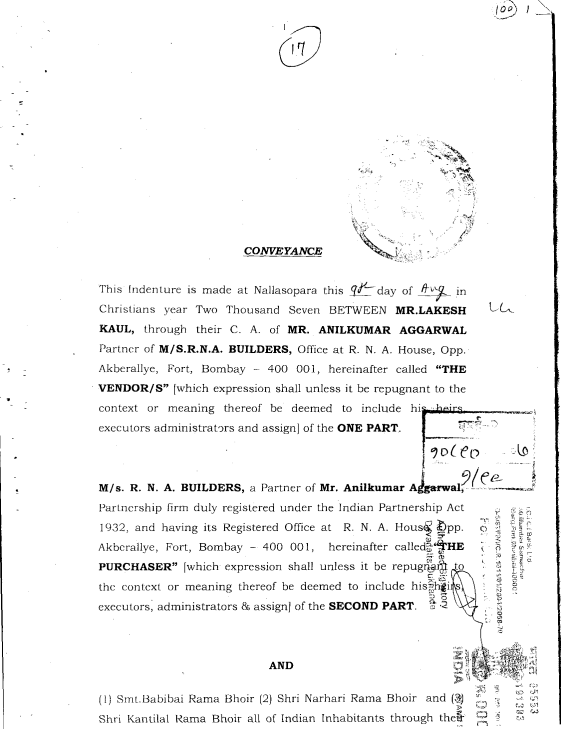 (100) 1
17
CONVEYANCE
This Indenture is made at Nallasopara this 9th day of Aug in
Christians year Two Thousand Seven BETWEEN MR.LAKESH
KAUL, through their C. A. of MR. ANILKUMAR AGGARWAL
Partner of M/S.R.N.A. BUILDERS, Office at R. N. A. House, Opp.
Akberallye, Fort, Bombay – 400 001, hereinafter called “THE
VENDOR/S” [which expression shall unless it be repugnant to the
context or meaning thereof be deemed to include his heirs,
executors administrators and assign] of the ONE PART.
M/s. R. N. A. BUILDERS, a Partner of Mr. Anilkumar Aggarwal,
Partnership firm duly registered under the Indian Partnership Act
1932, and having its Registered Office at R. N. A. House, Opp.
Akberallye, Fort, Bombay – 400 001, hereinafter called “THE
PURCHASER” [which expression shall unless it be repugnant to
the context or meaning thereof be deemed to include his heirs,
executors, administrators & assign] of the SECOND PART.
Authorised Signatory
INDIA
AND
(1) Smt.Babibai Rama Bhoir (2) Shri Narhari Rama Bhoir and (3)
Shri Kantilal Rama Bhoir all of Indian Inhabitants through their